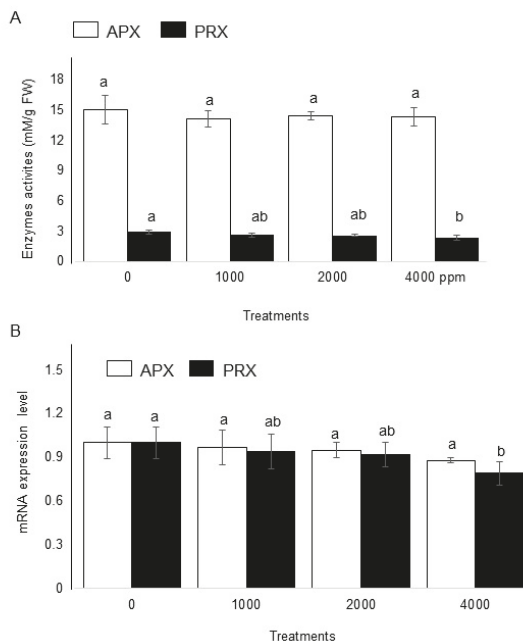 A
APX PRX
Enzymes activites (mM/g FW)
18
15
12
9
6
3
0
a a a a
a ab ab b
0 1000 2000 4000 ppm
Treatments
B
APX PRX
mRNA expression level
1.5
1.2
0.9
0.6
0.3
0
a a a ab a ab a b
0 1000 2000 4000
Treatments